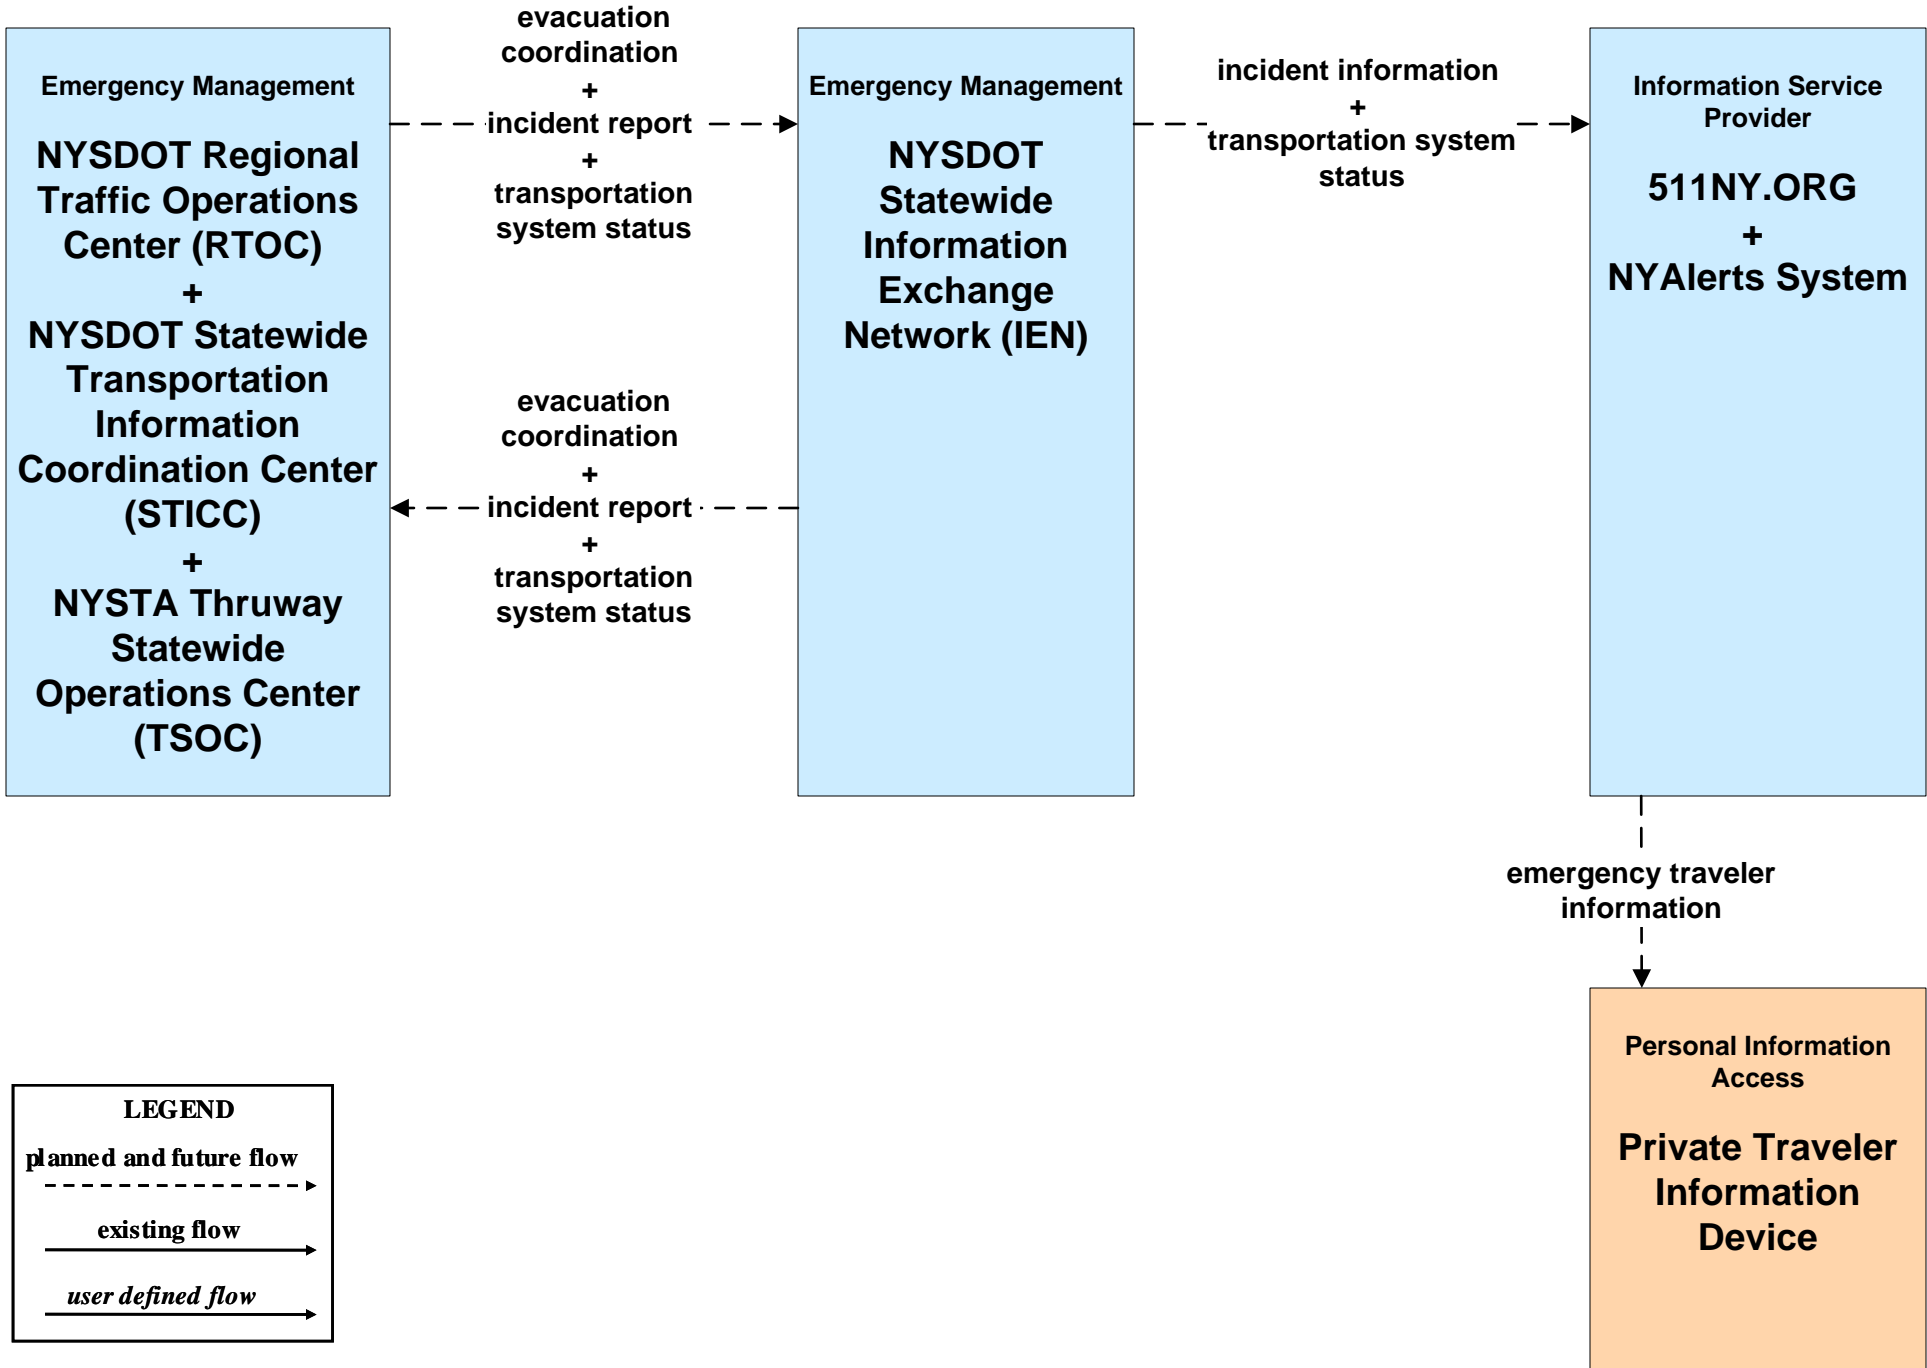 Emergency Management
NYSDOT Regional
Traffic Operations
Center (RTOC)
+
NYSDOT Statewide
Transportation
Information
Coordination Center
(STICC)
+
NYSTA Thruway
Statewide
Operations Center
(TSOC)
evacuation
coordination
+
incident report
+
transportation
system status
evacuation
coordination
+
incident report
+
transportation
system status
Emergency Management
NYSDOT
Statewide
Information
Exchange
Network (IEN)
incident information
+
transportation system
status
Information Service
Provider
511NY.ORG
+
NYAlerts System
emergency traveler
information
Personal Information
Access
Private Traveler
Information
Device
LEGEND
planned and future flow
existing flow
user defined flow